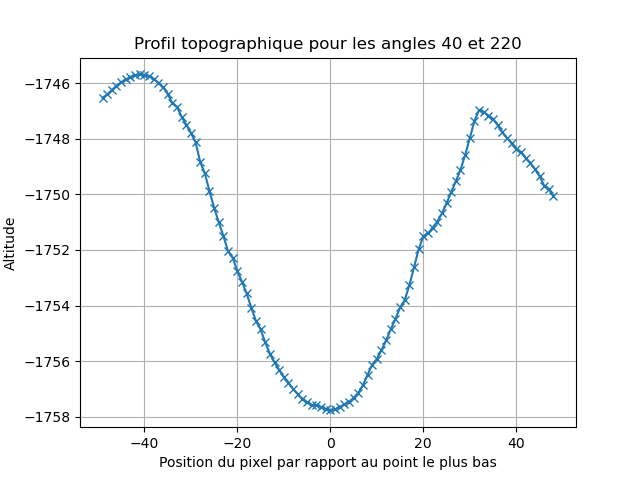 Profil topographique pour les angles 40 et 220
Altitude
−1746
−1748
−1750
−1752
−1754
−1756
−1758
−40 −20 0 20 40
Position du pixel par rapport au point le plus bas